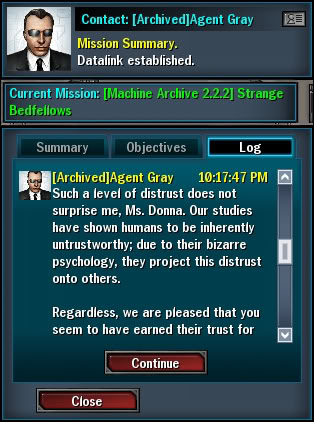 Contact: [Archived]Agent Gray
Mission Summary.
Datalink established.
Current Mission: [Machine Archive 2.2.2] Strange
Bedfellows
Summary Objectives Log
[Archived]Agent Gray 10:17:47 PM
Such a level of distrust does not
surprise me, Ms. Donna. Our studies
have shown humans to be inherently
untrustworthy; due to their bizarre
psychology, they project this distrust
onto others.
Regardless, we are pleased that you
seem to have earned their trust for
Continue
Close